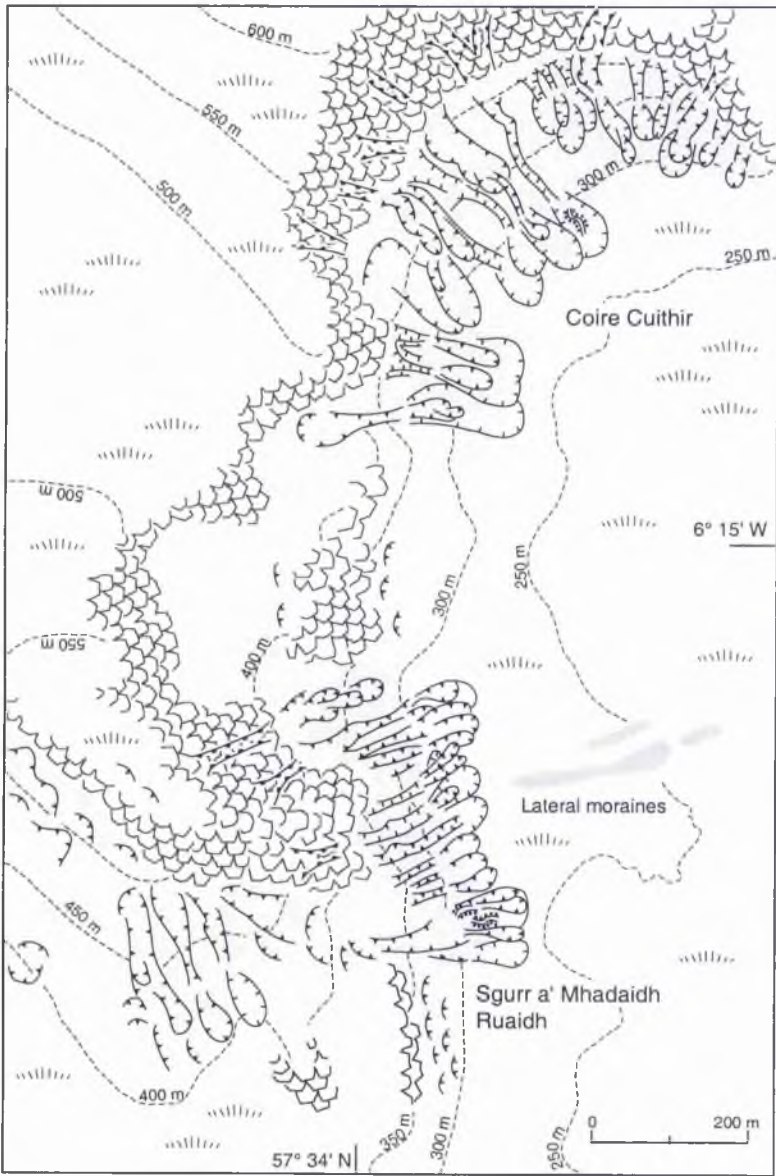 600 m
550 m
500 m
300 m
250 m
Coire Cuithir
500 m
6° 15' W
300 m
250 m
550 m
400 m
Lateral moraines
450 m
Sgurr a' Mhadaidh
Ruaidh
400 m
0 200 m
350 m
300 m
250 m
57° 34' N